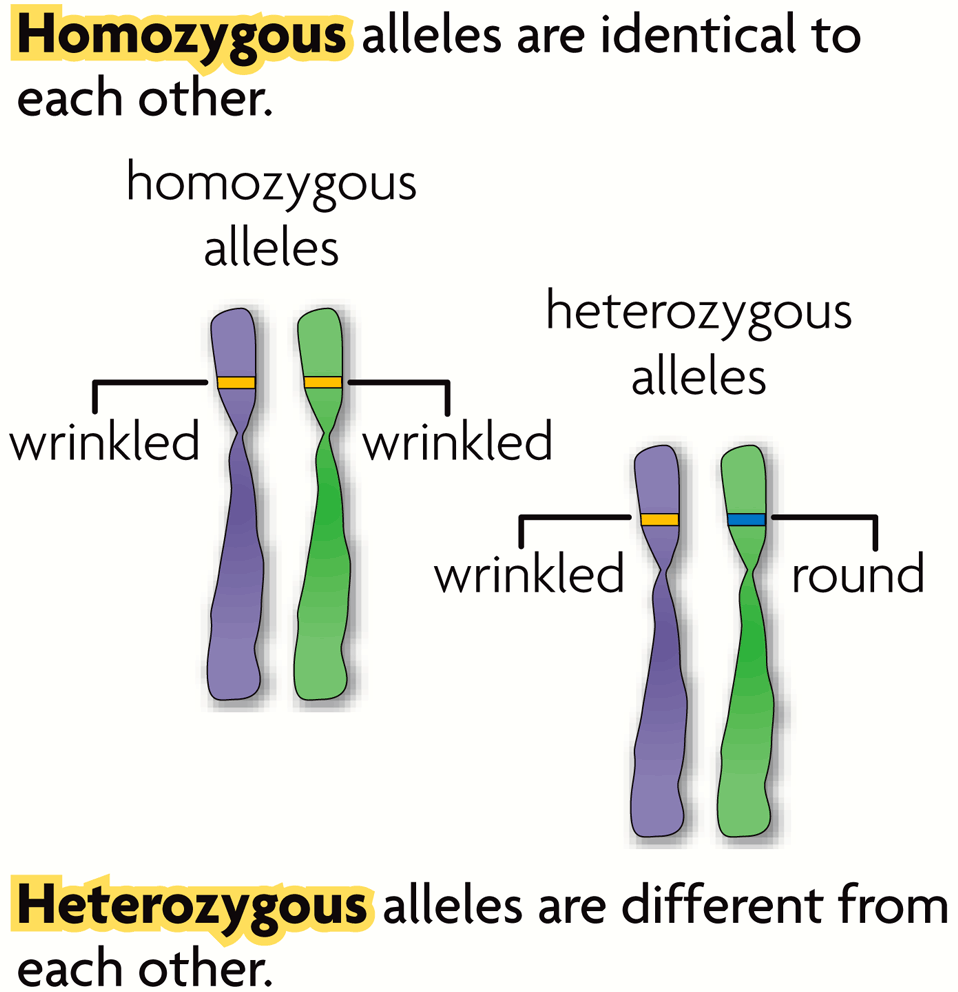 Homozygous alleles are identical to
each other.
homozygous
alleles
heterozygous
alleles
wrinkled
wrinkled
wrinkled
round
Heterozygous alleles are different from
each other.